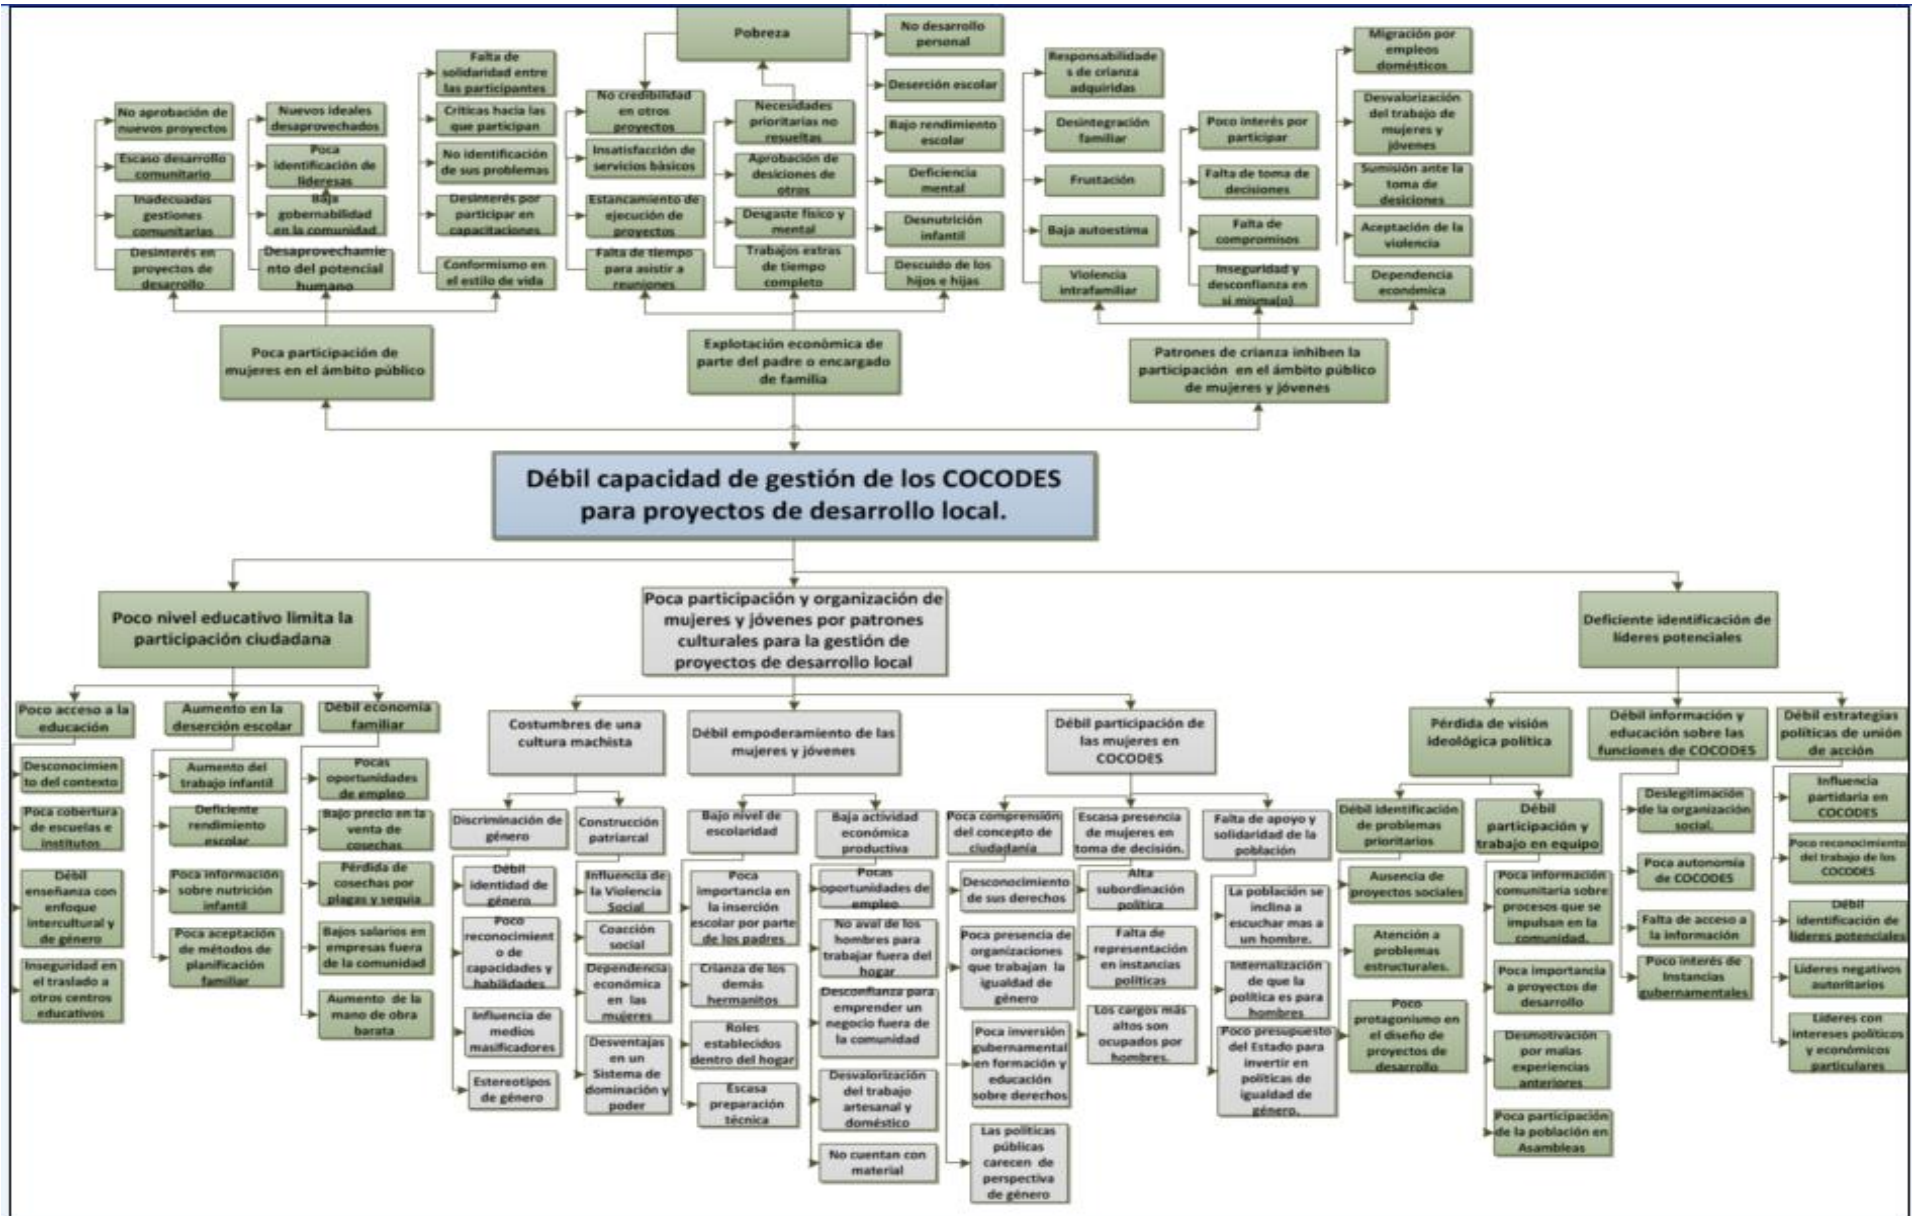 Pobreza
No desarrollo
personal
Deserción escolar
Bajo rendimiento
escolar
Deficiencia
mental
Desnutrición
infantil
Descuido de los
hijos e hijas
No aprobación de
nuevos proyectos
Escaso desarrollo
comunitario
Inadecuadas
gestiones
comunitarias
Desinterés en
proyectos de
desarrollo
Nuevos ideales
desaprovechados
Poca
identificación de
lideresas
Baja
gobernabilidad
en la comunidad
Desaprovechamie
nto del potencial
humano
Falta de
solidaridad entre
las participantes
Críticas hacia las
que participan
No identificación
de sus problemas
Desinterés por
participar en
capacitaciones
Conformismo en
el estilo de vida
No credibilidad
en otros
proyectos
Insatisfacción de
servicios básicos
Estancamiento de
ejecución de
proyectos
Falta de tiempo
para asistir a
reuniones
Necesidades
prioritarias no
resueltas
Aprobación de
desiciones de
otros
Desgaste físico y
mental
Trabajos extras
de tiempo
completo
Responsabilidade
s de crianza
adquiridas
Desintegración
familiar
Frustación
Baja autoestima
Violencia
intrafamiliar
Poco interés por
participar
Falta de toma de
decisiones
Falta de
compromisos
Inseguridad y
desconfianza en
si misma(o)
Migración por
empleos
domésticos
Desvalorización
del trabajo de
mujeres y
jóvenes
Sumisión ante la
toma de
desiciones
Aceptación de la
violencia
Dependencia
económica
Poca participación de
mujeres en el ámbito público
Explotación económica de
parte del padre o encargado
de familia
Patrones de crianza inhiben la
participación en el ámbito público
de mujeres y jóvenes
Débil capacidad de gestión de los COCODES
para proyectos de desarrollo local.
Poco nivel educativo limita la
participación ciudadana
Poca participación y organización de
mujeres y jóvenes por patrones
culturales para la gestión de
proyectos de desarrollo local
Deficiente identificación de
líderes potenciales
Poco acceso a la
educación
Desconocimien
to del contexto
Poca cobertura
de escuelas e
institutos
Débil
enseñanza con
enfoque
intercultural y
de género
Inseguridad en
el traslado a
otros centros
educativos
Aumento en la
deserción escolar
Aumento del
trabajo infantil
Deficiente
rendimiento
escolar
Poca información
sobre nutrición
infantil
Poca aceptación
de métodos de
planificación
familiar
Débil economía
familiar
Pocas
oportunidades
de empleo
Bajo precio en la
venta de
cosechas
Pérdida de
cosechas por
plagas y sequia
Bajos salarios en
empresas fuera
de la comunidad
Aumento de la
mano de obra
barata
Costumbres de una
cultura machista
Discriminación de
género
Débil
identidad de
género
Poco
reconocimient
o de
capacidades y
habilidades
Influencia de
medios
masificadores
Estereotipos
de género
Construcción
patriarcal
Influencia de
la Violencia
Social
Coacción
social
Dependencia
económica
en las
mujeres
Desventajas
en un
Sistema de
dominación y
poder
Débil empoderamiento de las
mujeres y jóvenes
Bajo nivel de
escolaridad
Poca
importancia en
la inserción
escolar por parte
de los padres
Crianza de los
demás
hermanitos
Roles
establecidos
dentro del hogar
Escasa
preparación
técnica
Baja actividad
económica
productiva
Pocas
oportunidades de
empleo
No aval de los
hombres para
trabajar fuera del
hogar
Desconfianza para
emprender un
negocio fuera de
la comunidad
Desvalorización
del trabajo
artesanal y
doméstico
No cuentan con
material
Débil participación de
las mujeres en
COCODES
Poca comprensión
del concepto de
ciudadanía
Desconocimiento
de sus derechos
Poca presencia de
organizaciones
que trabajan la
igualdad de
género
Poca inversión
gubernamental
en formación y
educación
sobre derechos
Las políticas
públicas
carecen de
perspectiva
de género
Escasa presencia
de mujeres en
toma de decisión.
Alta
subordinación
política
Falta de
representación
en instancias
políticas
Los cargos más
altos son
ocupados por
hombres.
Falta de apoyo y
solidaridad de la
población
La población se
inclina a
escuchar mas a
un hombre.
Internalización
de que la
política es para
hombres
Poco presupuesto
del Estado para
invertir en
políticas de
igualdad de
género.
Pérdida de visión
ideológica política
Débil identificación
de problemas
prioritarios
Ausencia de
proyectos sociales
Atención a
problemas
estructurales.
Poco
protagonismo en
el diseño de
proyectos de
desarrollo
Débil
participación y
trabajo en equipo
Poca información
comunitaria sobre
procesos que se
impulsan en la
comunidad.
Poca importancia
a proyectos de
desarrollo
Desmotivación
por malas
experiencias
anteriores
Poca participación
de la población en
Asambleas
Débil información y
educación sobre las
funciones de COCODES
Deslegitimación
de la organización
social.
Poca autonomía
de COCODES
Falta de acceso a
la información
Poco interés de
Instancias
gubernamentales
Débil estrategias
políticas de unión
de acción
Influencia
partidaria en
COCODES
Poco reconocimiento
del trabajo de los
COCODES
Débil
identificación de
líderes potenciales
Líderes negativos
autoritarios
Líderes con
intereses políticos
y económicos
particulares